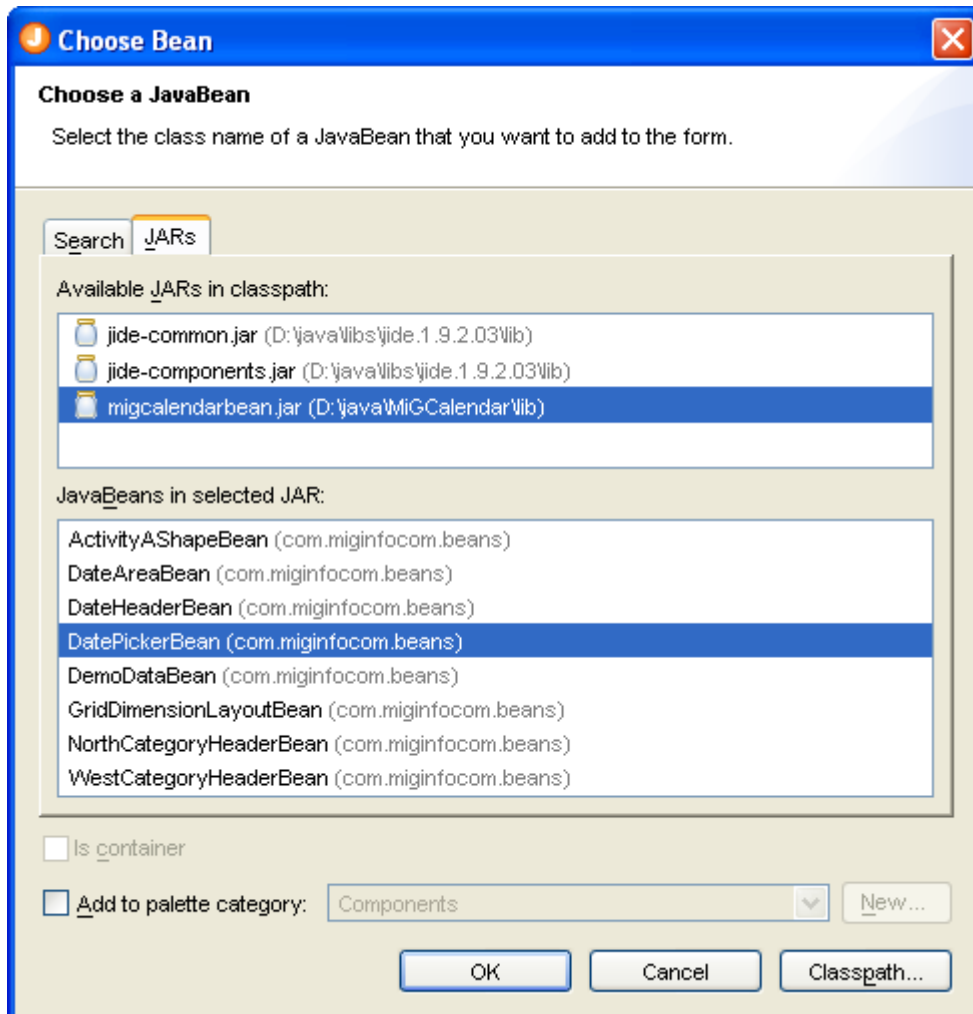 Choose Bean
Choose a JavaBean
Select the class name of a JavaBean that you want to add to the form.
Search JARs
Available JARs in classpath:
jide-common.jar (D:\java\libs\jide.1.9.2.03\lib)
jide-components.jar (D:\java\libs\jide.1.9.2.03\lib)
migcalendarbean.jar (D:\java\MiGCalendar\lib)
JavaBeans in selected JAR:
ActivityAShapeBean (com.miginfocom.beans)
DateAreaBean (com.miginfocom.beans)
DateHeaderBean (com.miginfocom.beans)
DatePickerBean (com.miginfocom.beans)
DemoDataBean (com.miginfocom.beans)
GridDimensionLayoutBean (com.miginfocom.beans)
NorthCategoryHeaderBean (com.miginfocom.beans)
WestCategoryHeaderBean (com.miginfocom.beans)
Is container
Add to palette category: Components New...
OK Cancel Classpath...